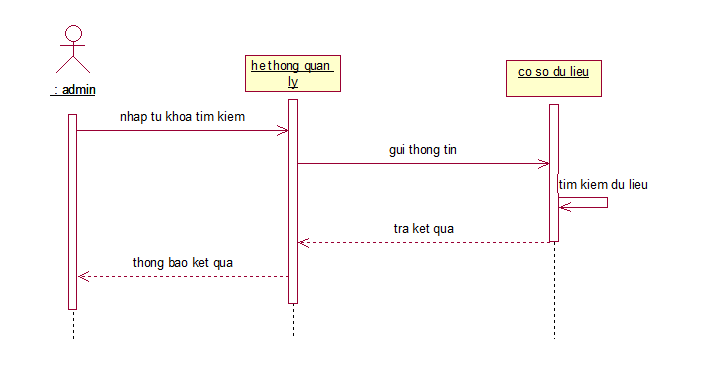 : admin
he thong quan
ly
co so du lieu
nhap tu khoa tim kiem
gui thong tin
tim kiem du lieu
tra ket qua
thong bao ket qua